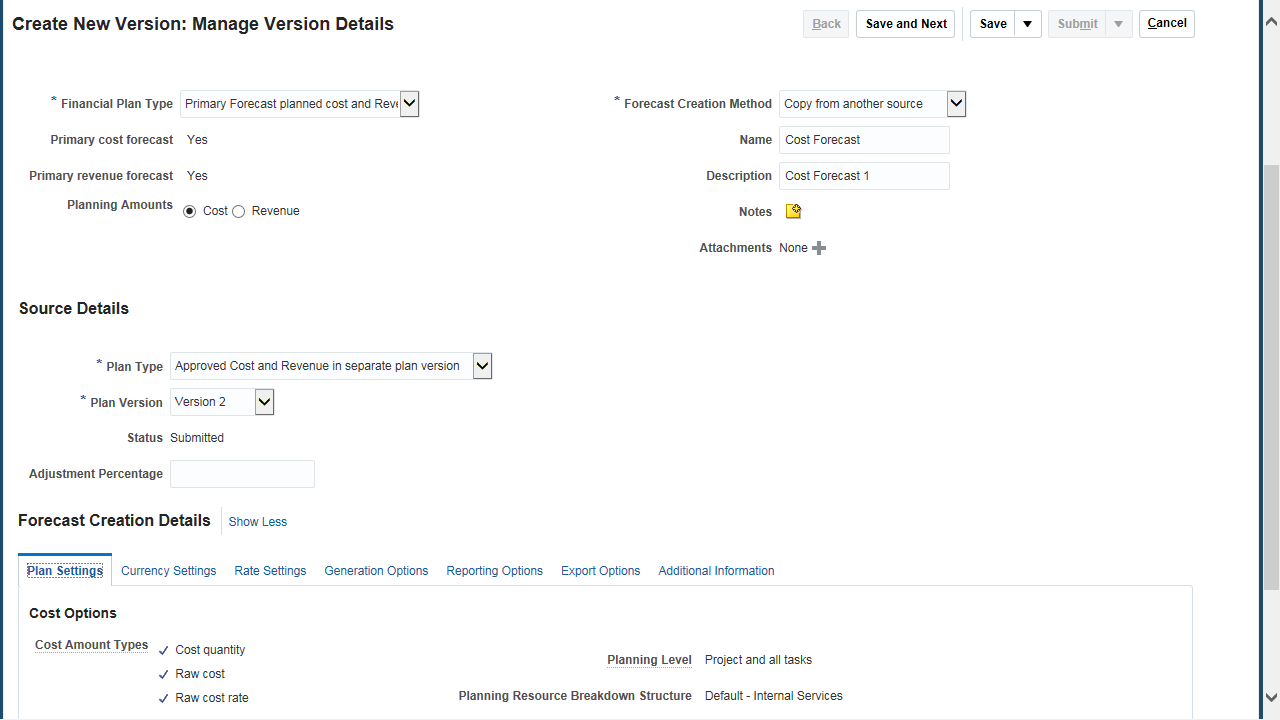 Create New Version: Manage Version Details
Back
Save and Next
Save
Submit
Cancel
* Financial Plan Type Primary Forecast planned cost and Reve
Primary cost forecast Yes
Primary revenue forecast Yes
Planning Amounts Cost Revenue
* Forecast Creation Method Copy from another source
Name Cost Forecast
Description Cost Forecast 1
Notes
Attachments None
Source Details
* Plan Type Approved Cost and Revenue in separate plan version
* Plan Version Version 2
Status Submitted
Adjustment Percentage
Forecast Creation Details Show Less
Plan Settings Currency Settings Rate Settings Generation Options Reporting Options Export Options Additional Information
Cost Options
Cost Amount Types Cost quantity
Raw cost
Raw cost rate
Planning Level Project and all tasks
Planning Resource Breakdown Structure Default - Internal Services